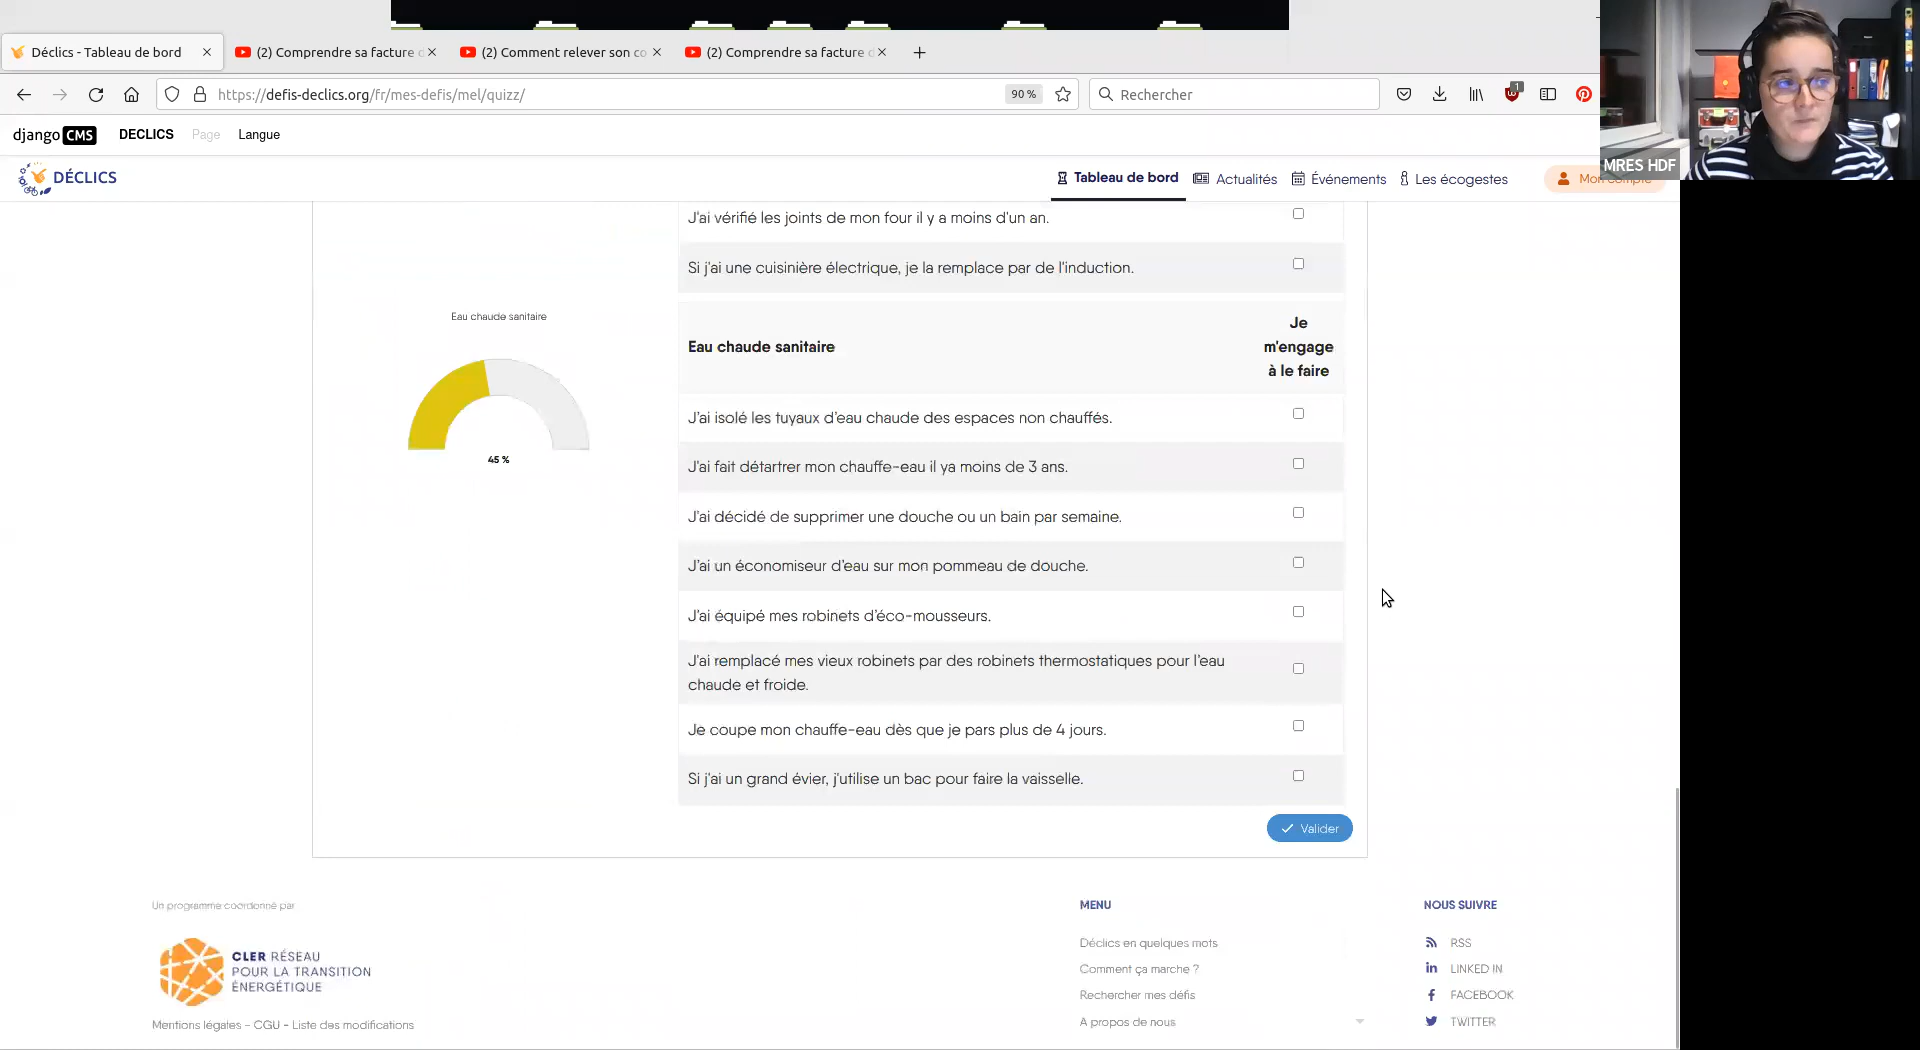 Déclics - Tableau de bord
(2) Comprendre sa facture d
(2) Comment relever son co
(2) Comprendre sa facture d
https://defis-declics.org/fr/mes-defis/mel/quizz/
90 %
Rechercher
1
MRES HDF
django CMS
DECLICS
Page
Langue
DÉCLICS
Tableau de bord
Actualités
Événements
Les écogestes
Mon compte
J'ai vérifié les joints de mon four il y a moins d'un an.
Si j'ai une cuisinière électrique, je la remplace par de l'induction.
Eau chaude sanitaire
45 %
Eau chaude sanitaire
Je
m'engage
à le faire
J'ai isolé les tuyaux d'eau chaude des espaces non chauffés.
J'ai fait détartrer mon chauffe-eau il ya moins de 3 ans.
J'ai décidé de supprimer une douche ou un bain par semaine.
J'ai un économiseur d'eau sur mon pommeau de douche.
J'ai équipé mes robinets d'éco-mousseurs.
J'ai remplacé mes vieux robinets par des robinets thermostatiques pour l'eau
chaude et froide.
Je coupe mon chauffe-eau dès que je pars plus de 4 jours.
Si j'ai un grand évier, j'utilise un bac pour faire la vaisselle.
Valider
Un programme coordonné par
CLER RÉSEAU
POUR LA TRANSITION
ÉNERGÉTIQUE
Mentions légales - CGU - Liste des modifications
MENU
Déclics en quelques mots
Comment ça marche ?
Rechercher mes défis
A propos de nous
NOUS SUIVRE
RSS
LINKED IN
FACEBOOK
TWITTER